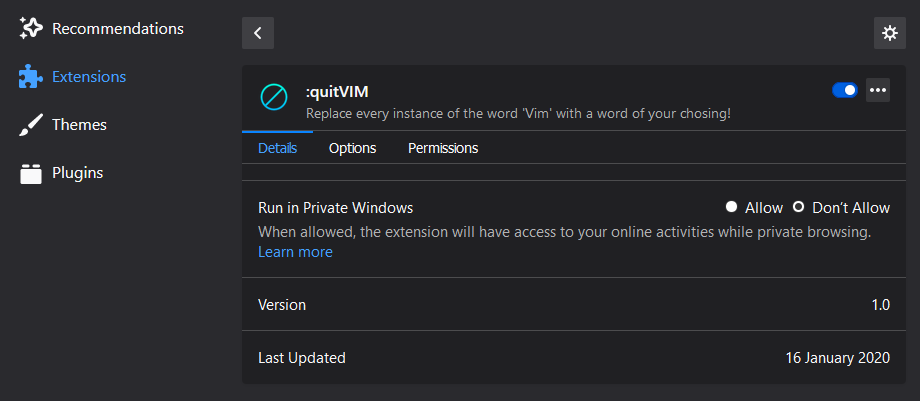 Recommendations
Extensions
Themes
Plugins
:quitVIM
Replace every instance of the word 'Vim' with a word of your chosing!
Details Options Permissions
Run in Private Windows Allow Don't Allow
When allowed, the extension will have access to your online activities while private browsing.
Learn more
Version 1.0
Last Updated 16 January 2020